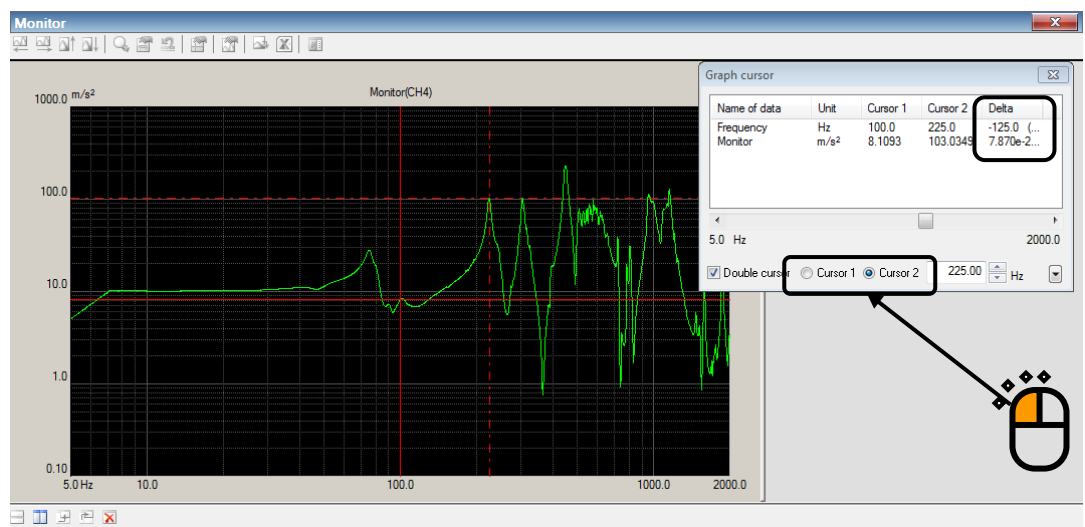 Monitor
Graph cursor
Name of data Unit Cursor 1 Cursor 2 Delta
Frequency Hz 100.0 225.0 -125.0 (...
Monitor m/s² 8.1093 103.0349 7.870e-2...
5.0 Hz 2000.0
Double cursor Cursor 1 Cursor 2 225.00 Hz
Monitor(CH4)
1000.0 m/s²
100.0
10.0
1.0
0.10
5.0 Hz 10.0 100.0 1000.0 2000.0